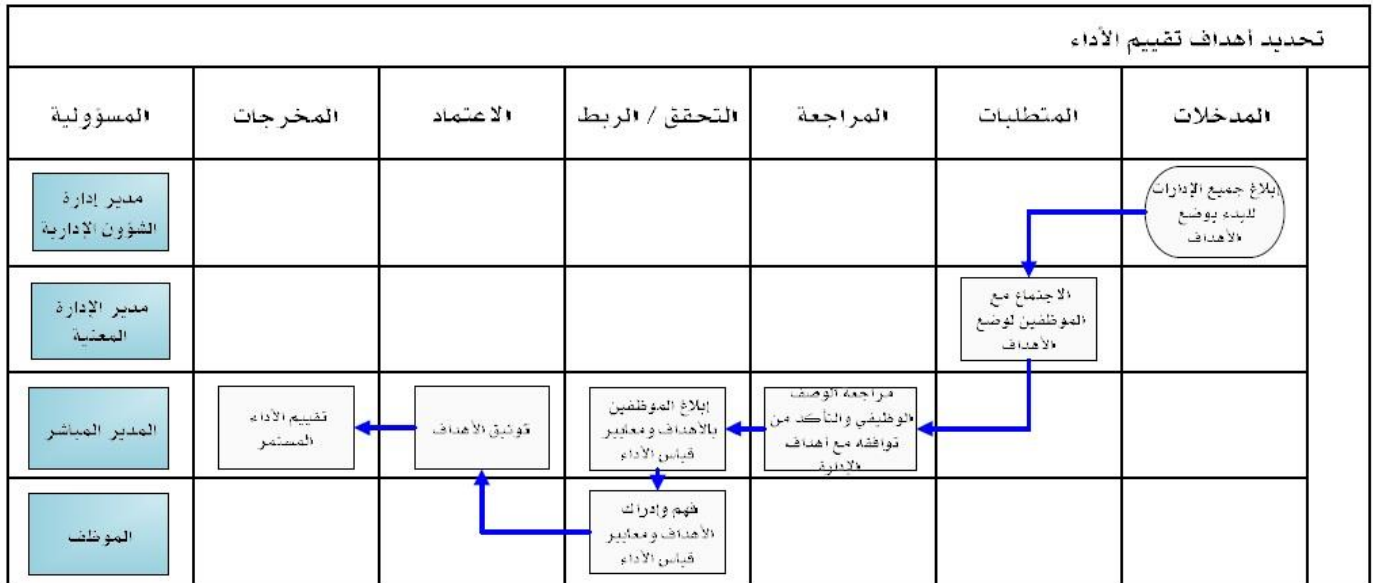 تحديد أهداف تقييم الأداء
المدخلات
المتطلبات
المراجعة
التحقق / الربط
الاعتماد
المخرجات
المسؤولية
إبلاغ جميع الإدارات
للبدء بوضع
الأهداف
مدير إدارة
الشؤون الإدارية
الاجتماع مع
الموظفين لوضع
الأهداف
مدير الإدارة
المعنية
مراجعة الوصف
الوظيفي والتأكد من
توافقه مع أهداف
الإدارة
إبلاغ الموظفين
بالأهداف ومعايير
قياس الأداء
توثيق الأهداف
تقييم الأداء
المستمر
المدير المباشر
فهم وإدراك
الأهداف ومعايير
قياس الأداء
الموظف